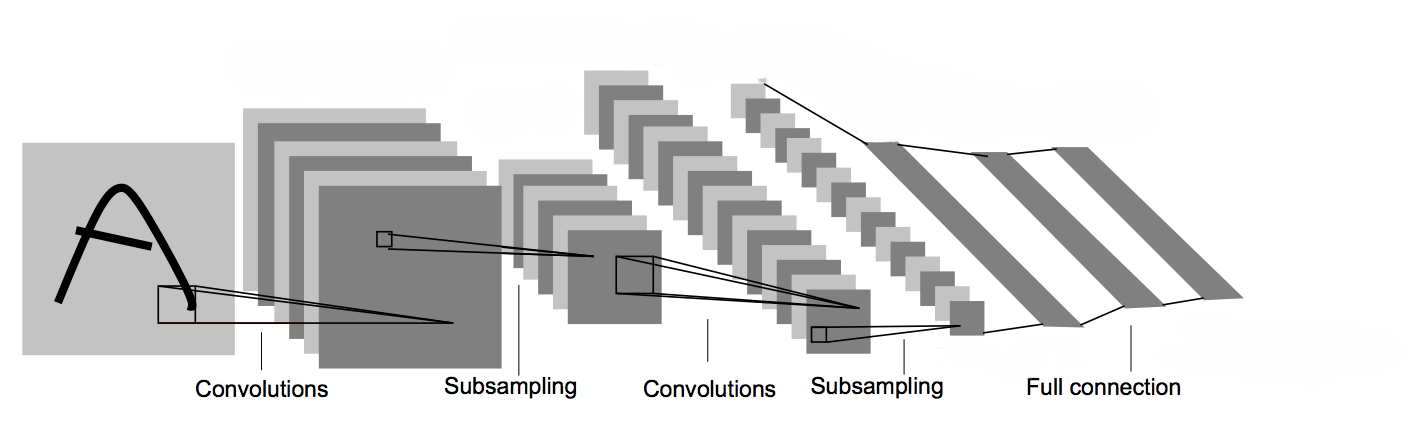 A
Convolutions
Subsampling
Convolutions
Subsampling
Full connection